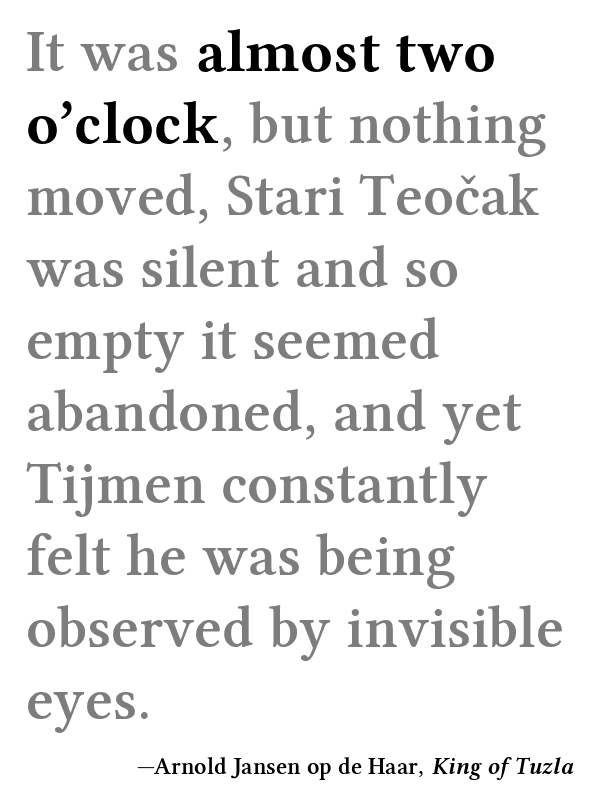 It was almost two
o’clock, but nothing
moved, Stari Teočak
was silent and so
empty it seemed
abandoned, and yet
Tijmen constantly
felt he was being
observed by invisible
eyes.
—Arnold Jansen op de Haar, King of Tuzla